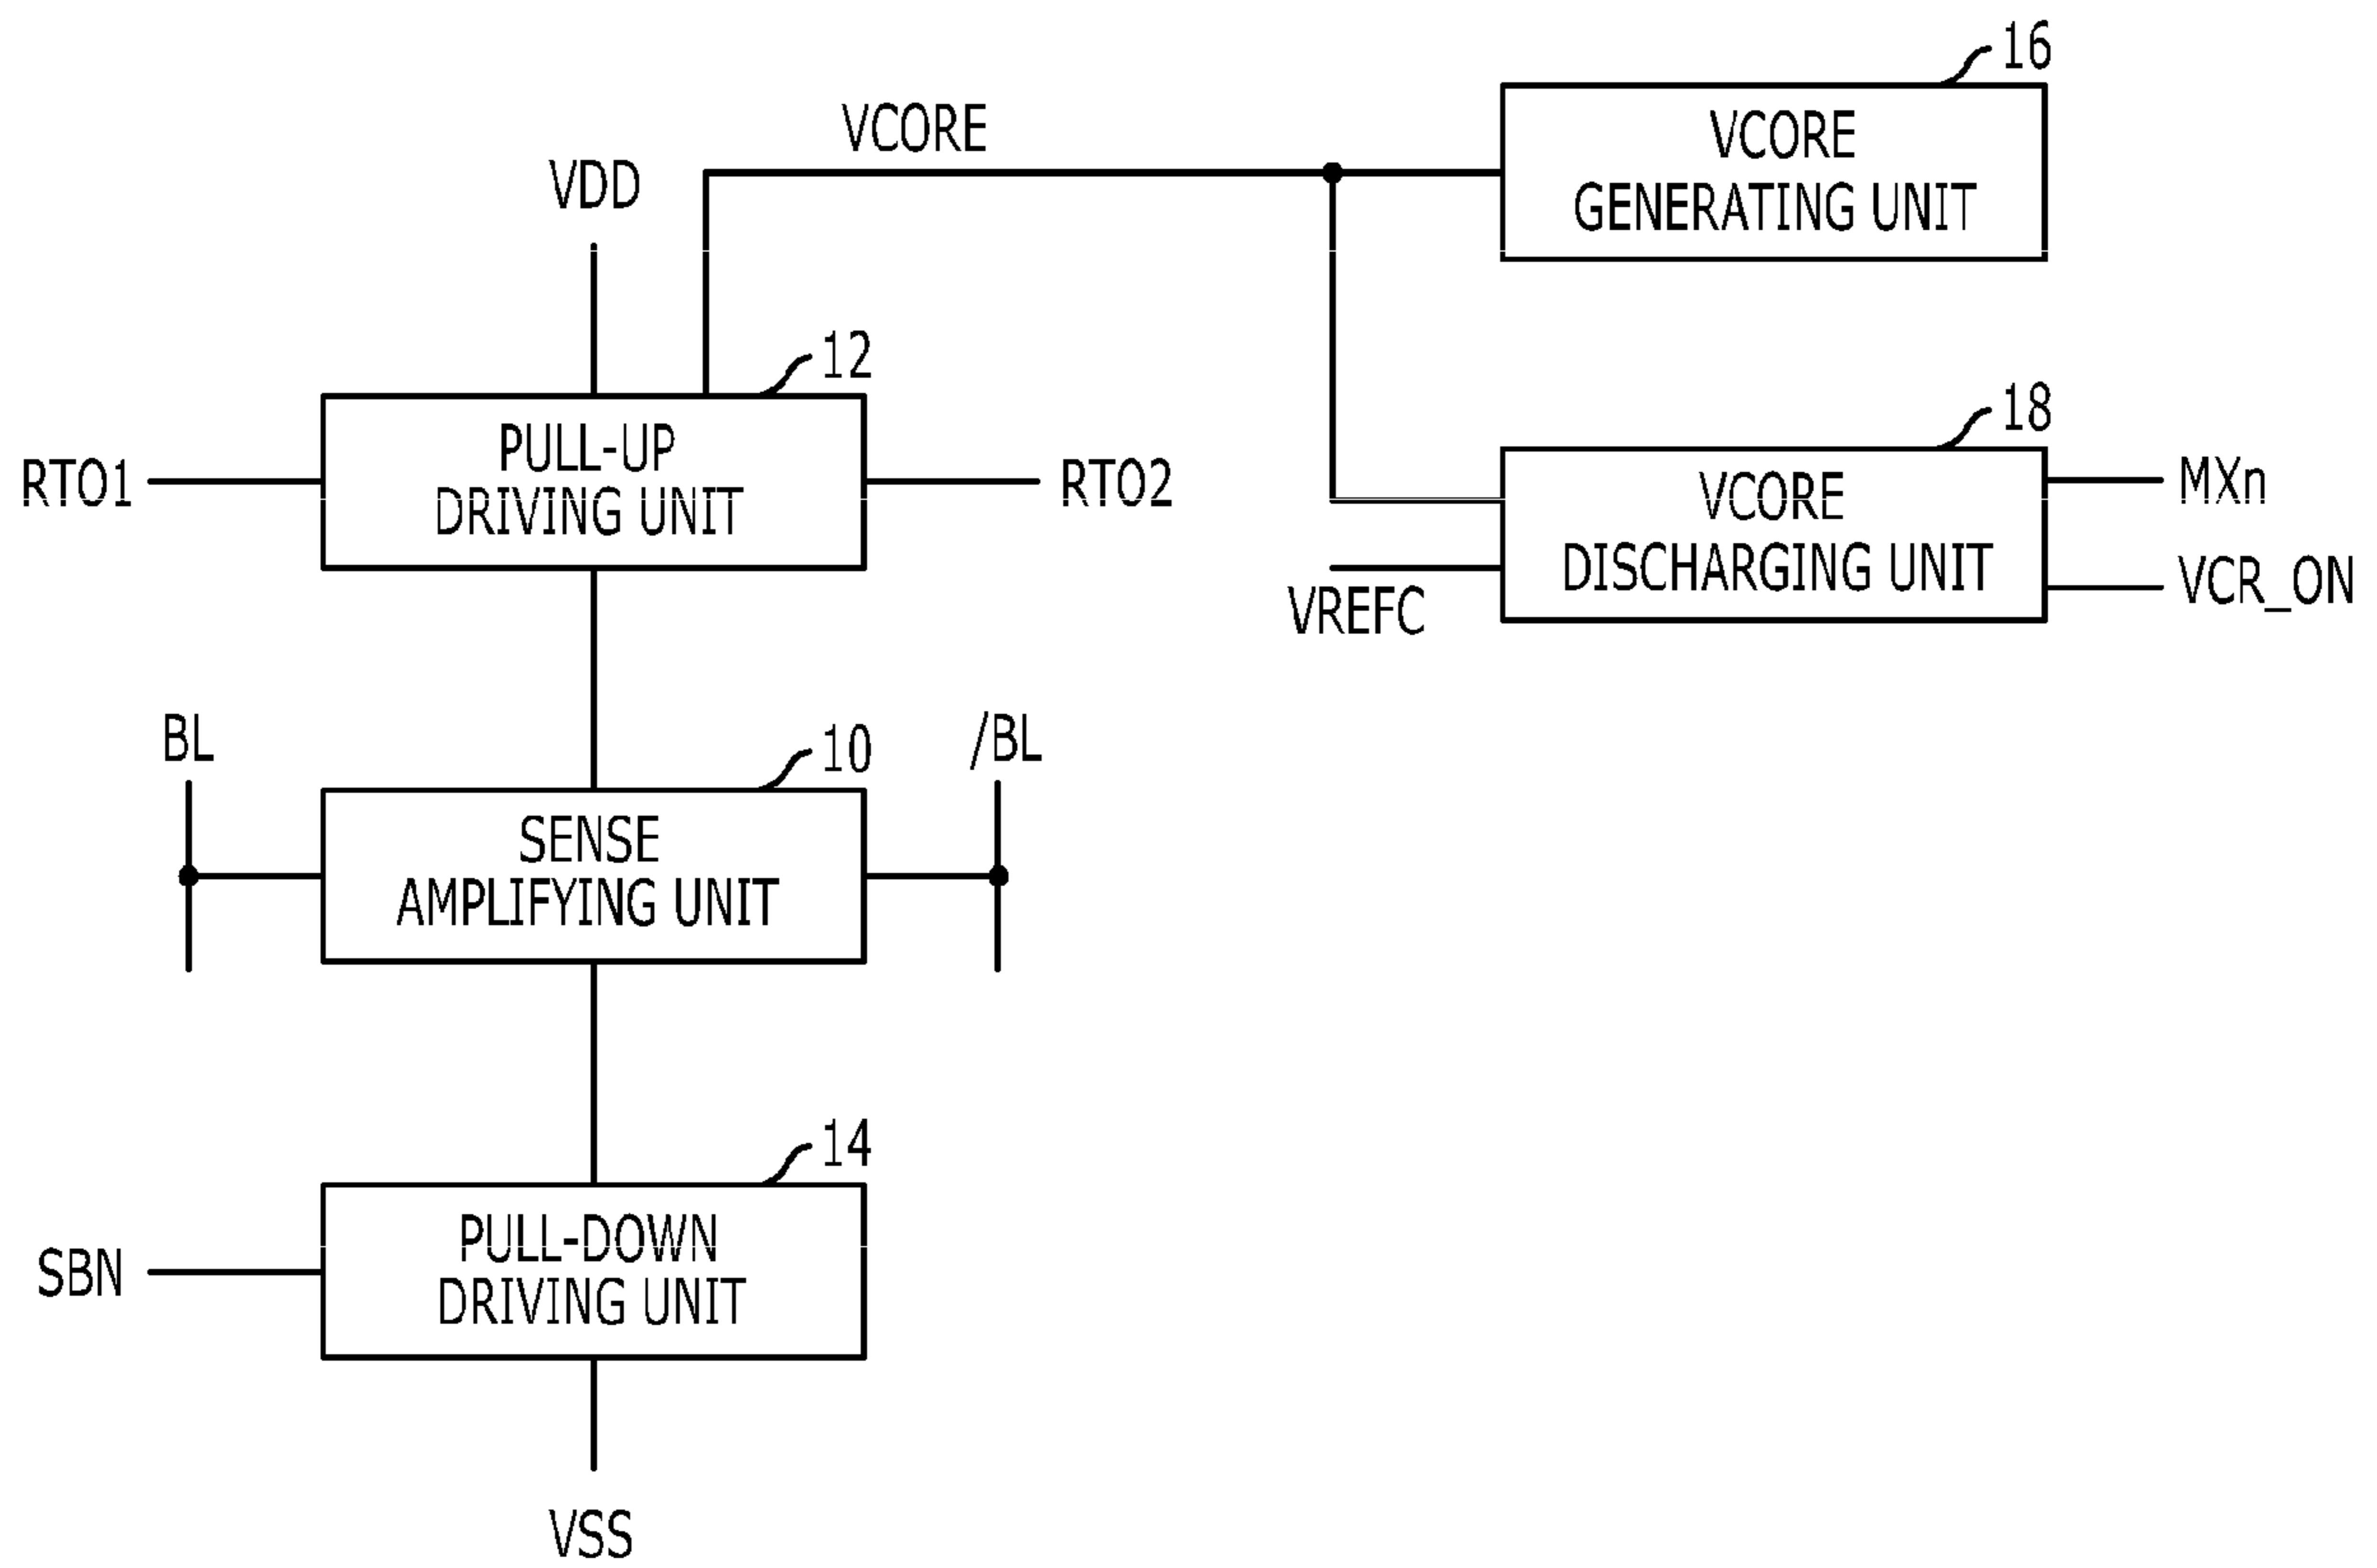 16
VCORE
VCORE
GENERATING UNIT
VDD
12
18
PULL-UP
DRIVING UNIT
RTO1
RTO2
VCORE
DISCHARGING UNIT
MXn
VCR_ON
VREFC
BL
10
/BL
SENSE
AMPLIFYING UNIT
14
PULL-DOWN
DRIVING UNIT
SBN
VSS